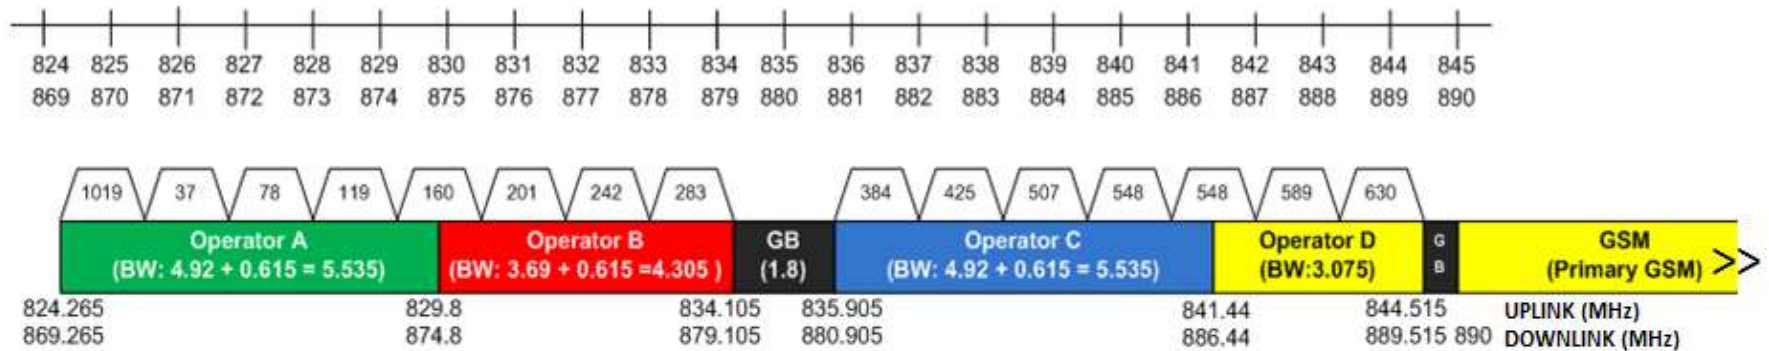 824 825 826 827 828 829 830 831 832 833 834 835 836 837 838 839 840 841 842 843 844 845
869 870 871 872 873 874 875 876 877 878 879 880 881 882 883 884 885 886 887 888 889 890
1019 37 78 119 160 201 242 283 384 425 507 548 548 589 630
Operator A Operator B GB Operator C Operator D G GSM
(BW: 4.92 + 0.615 = 5.535) (BW: 3.69 + 0.615 =4.305 ) (1.8) (BW: 4.92 + 0.615 = 5.535) (BW:3.075) B (Primary GSM) >>
824.265 829.8 834.105 835.905 841.44 844.515 UPLINK (MHz)
869.265 874.8 879.105 880.905 886.44 889.515 890 DOWNLINK (MHz)